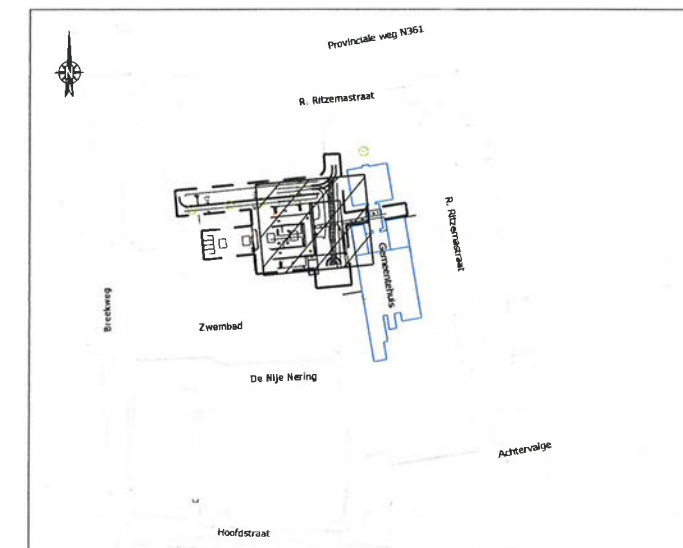 Provinciale weg N361
R. Ritzemastraat
R. Ritzemastraat
Gemeentehuis
Breekweg
Zwembad
De Nije Nering
Achtervalge
Hoofdstraat